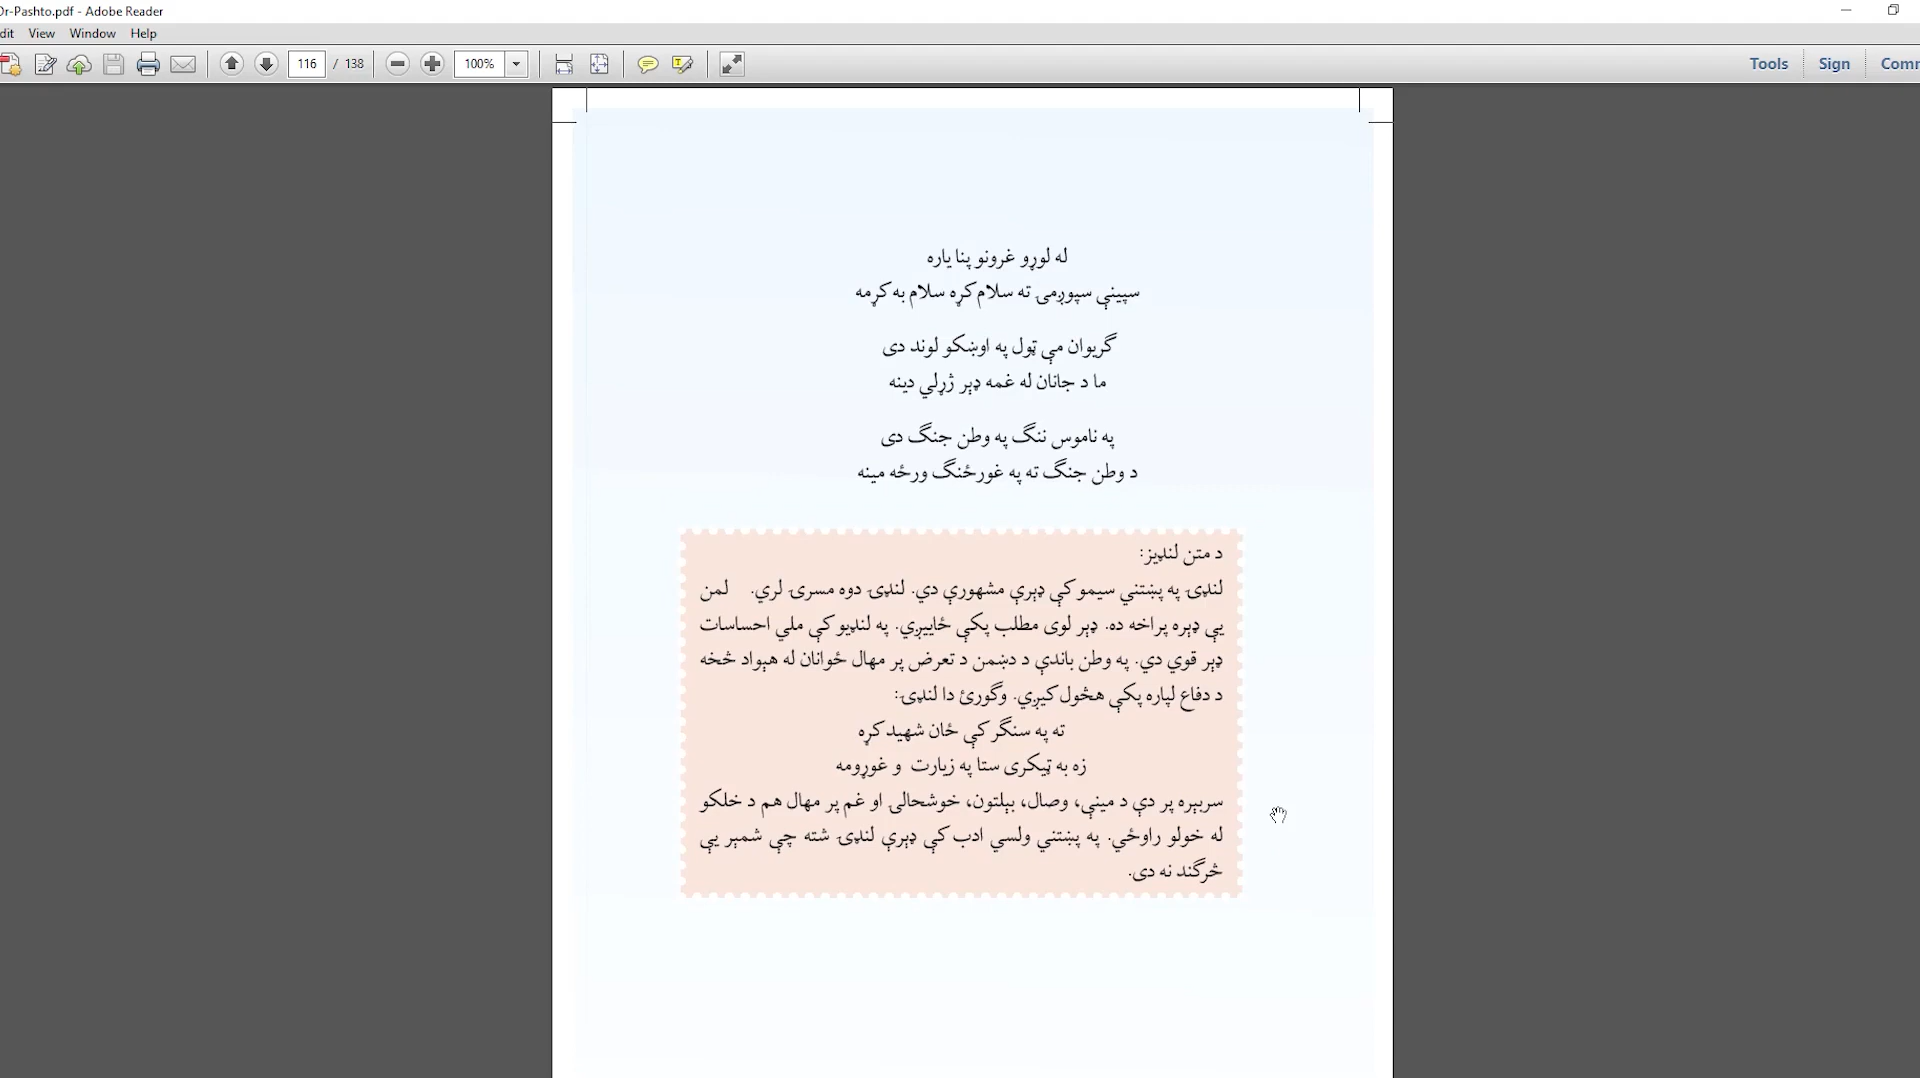 Or-Pashto.pdf - Adobe Reader
dit View Window Help
116 / 138 100% Tools Sign Comm
له لوړو غرونو پنا یاره
سپینې سپوږمۍ ته سلام کړه سلام به کړمه
ګریوان مې ټول په اوښکو لوند دی
ما د جانان له غمه ډېر ژړلي دینه
په ناموس ننګ په وطن جنګ دی
د وطن جنګ ته په غورځنګ ورځه مینه
د متن لنډیز:
لنډۍ په پښتني سیمو کې ډېرې مشهورې دي. لنډۍ دوه مسرۍ لري. لمن
یې ډېره پراخه ده. ډېر لوی مطلب پکې ځاییږي. په لنډیو کې ملي احساسات
ډېر قوي دي. په وطن باندې د دښمن د تعرض پر مهال ځوانان له هېواد څخه
د دفاع لپاره پکې هڅول کیږي. وګورئ دا لنډۍ:
ته په سنګر کې ځان شهید کړه
زه به ټیکری ستا په زیارت و غوړومه
سربېره پر دې د مینې، وصال، بېلتون، خوشحالۍ او غم پر مهال هم د خلکو
له خولو راوځي. په پښتني ولسي ادب کې ډېرې لنډۍ شته چې شمېر یې
څرګند نه دی.